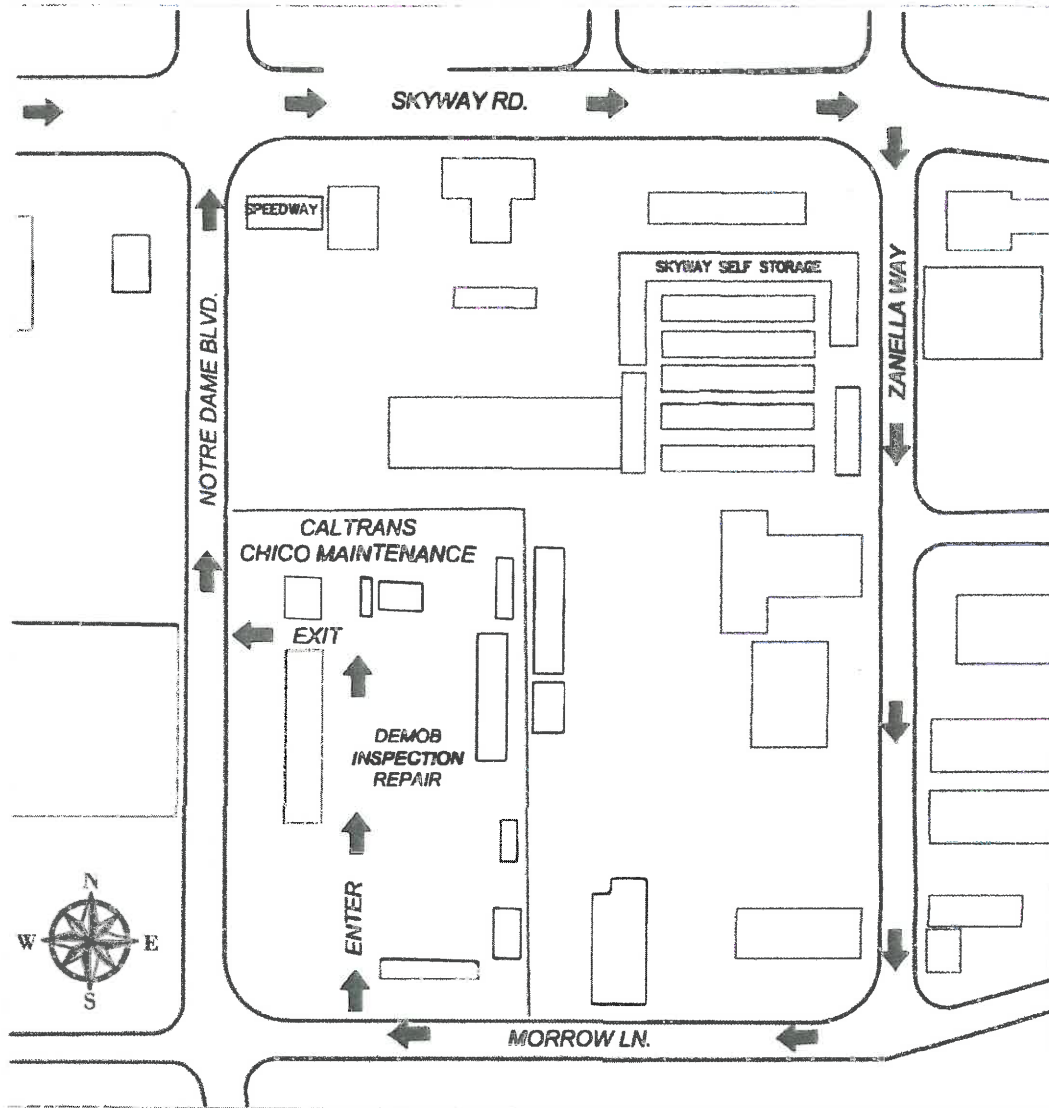 SKYWAY RD.
SPEEDWAY
SKYWAY SELF STORAGE
NOTRE DAME BLVD.
ZANELLA WAY
CALTRANS
CHICO MAINTENANCE
EXIT
DEMOB
INSPECTION
REPAIR
ENTER
N
W E
S
MORROW LN.